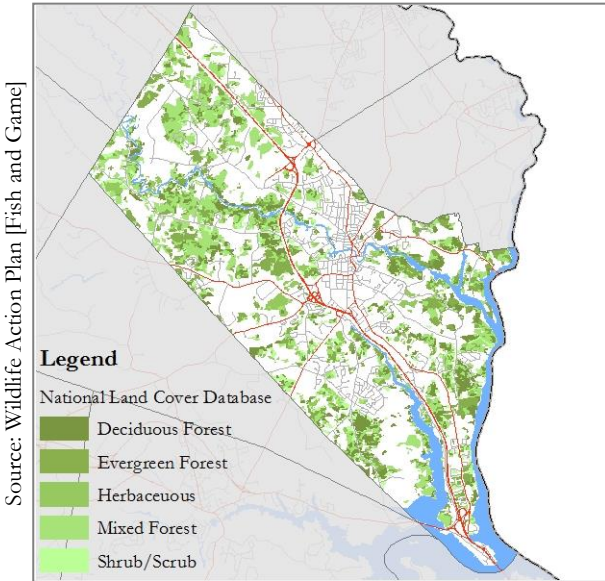 Source: Wildlife Action Plan [Fish and Game]
Legend
National Land Cover Database
Deciduous Forest
Evergreen Forest
Herbaceuous
Mixed Forest
Shrub/Scrub